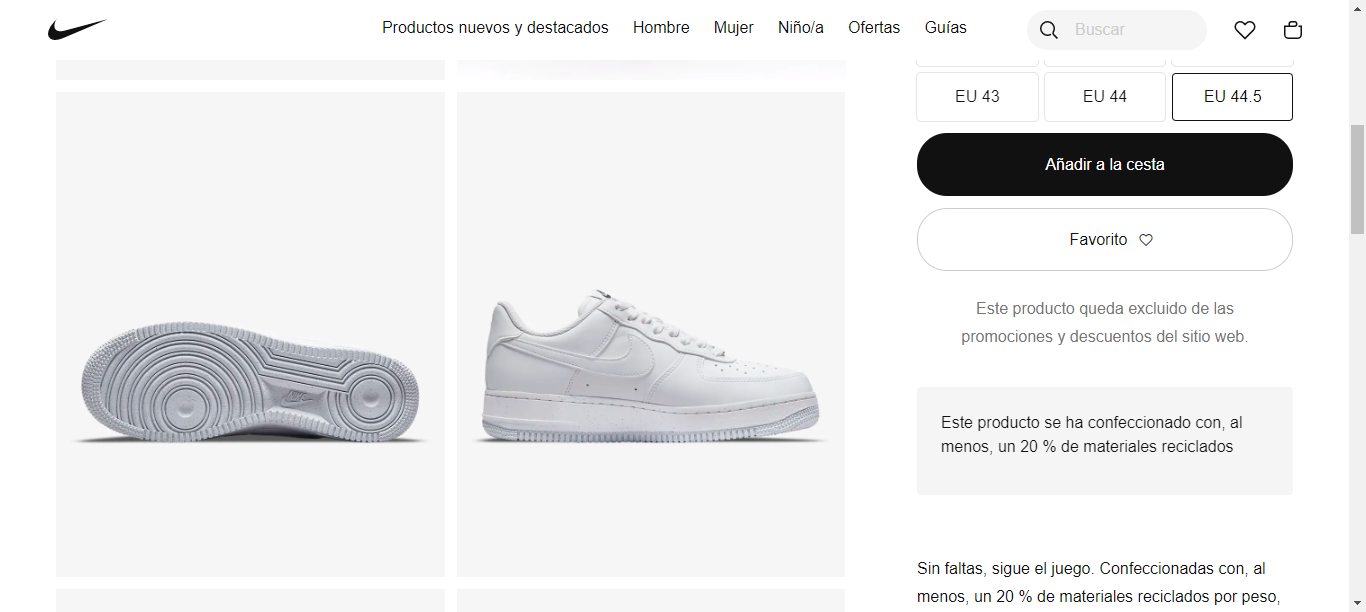 Productos nuevos y destacados Hombre Mujer Niño/a Ofertas Guías Buscar
EU 43 EU 44 EU 44.5
Añadir a la cesta
Favorito
Este producto queda excluido de las
promociones y descuentos del sitio web.
Este producto se ha confeccionado con, al
menos, un 20 % de materiales reciclados
Sin faltas, sigue el juego. Confeccionadas con, al
menos, un 20 % de materiales reciclados por peso,